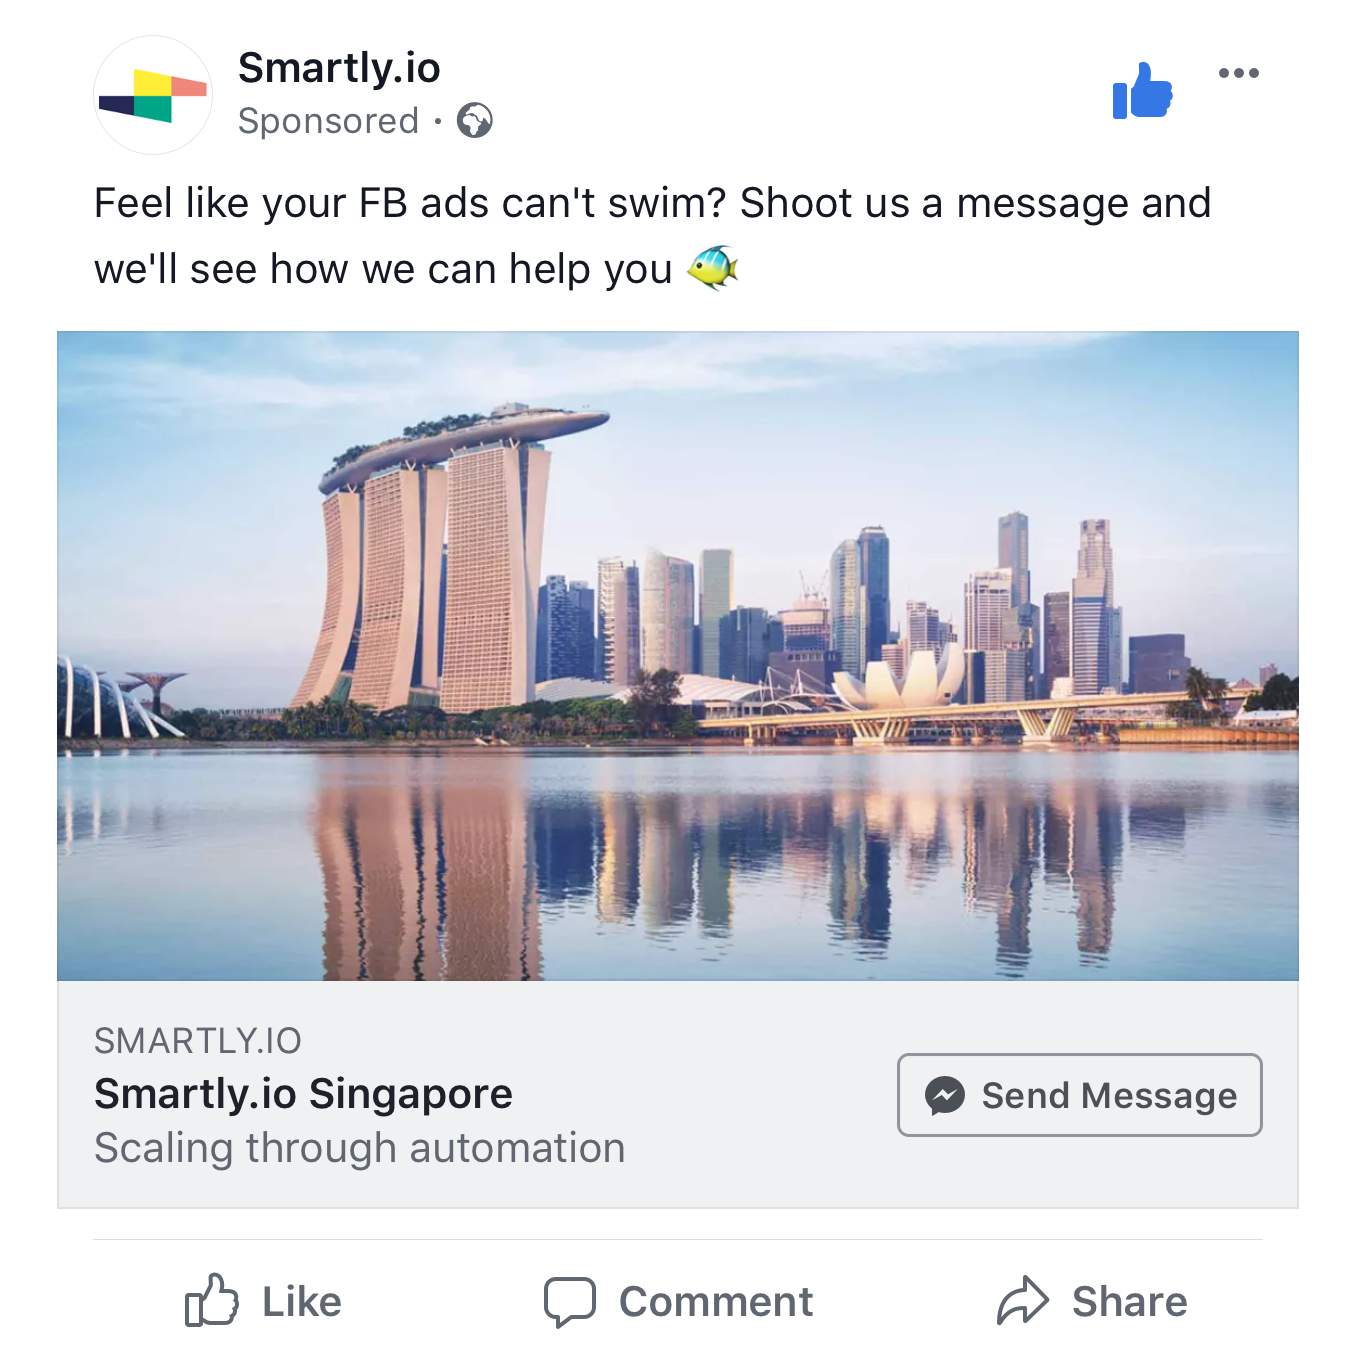 Smartly.io
Sponsored ·
Feel like your FB ads can't swim? Shoot us a message and
we'll see how we can help you 🐠
SMARTLY.IO
Smartly.io Singapore
Scaling through automation
Send Message
Like
Comment
Share